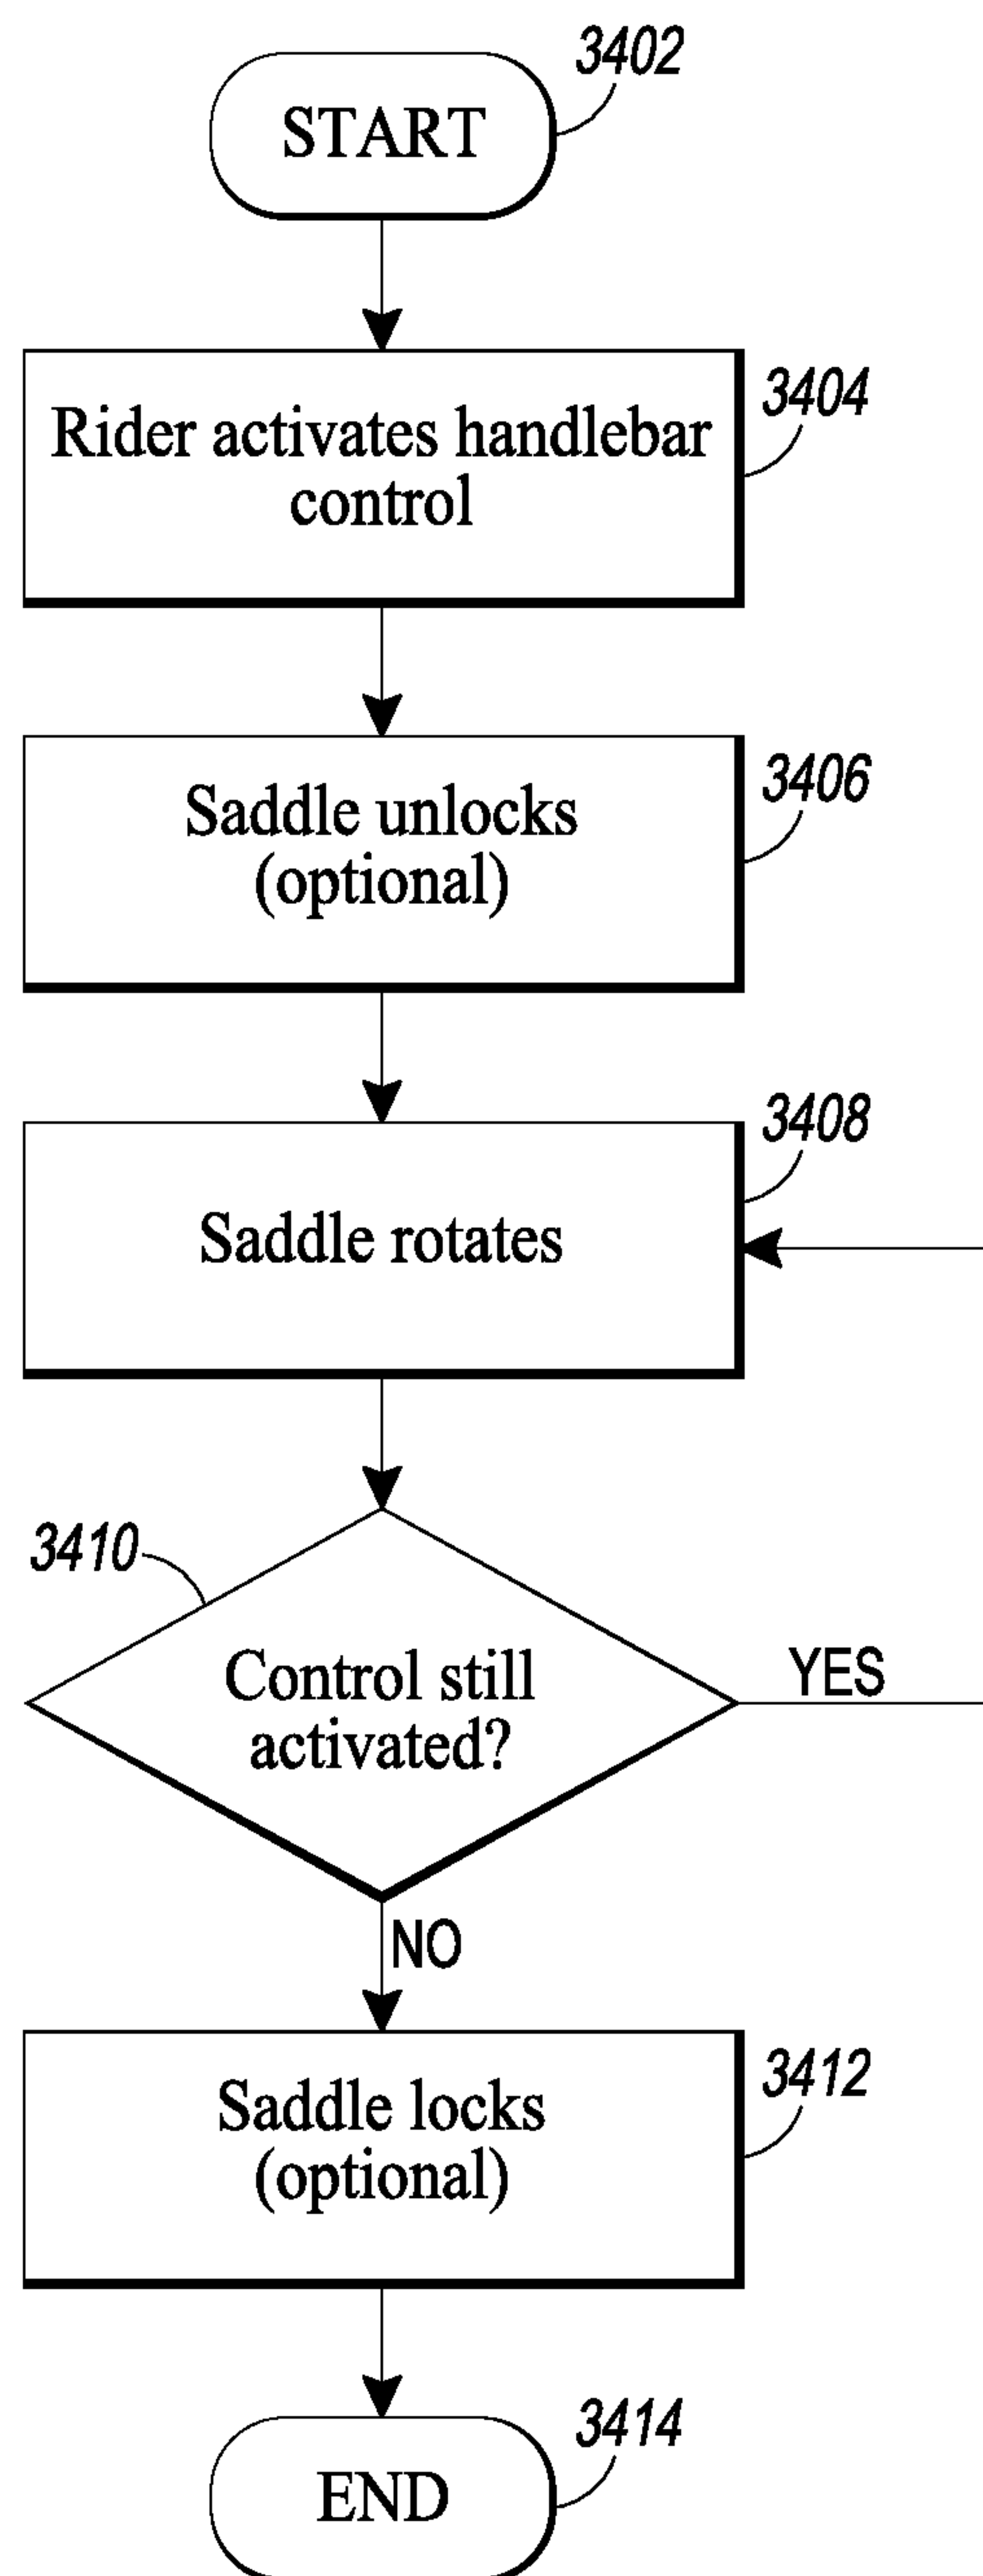 3402
START
3404
Rider activates handlebar
control
3406
Saddle unlocks
(optional)
3408
Saddle rotates
3410
Control still
activated?
YES
NO
3412
Saddle locks
(optional)
3414
END